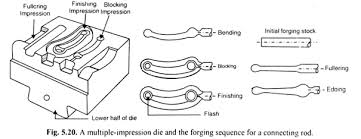 Fullering
Impression
Finishing
Impression
Blocking
Impression
Lower half of die
Bending
Blocking
Finishing
Flash
Initial forging stock
Fullering
Edging
Fig. 5.20. A multiple-impression die and the forging sequence for a connecting rod.